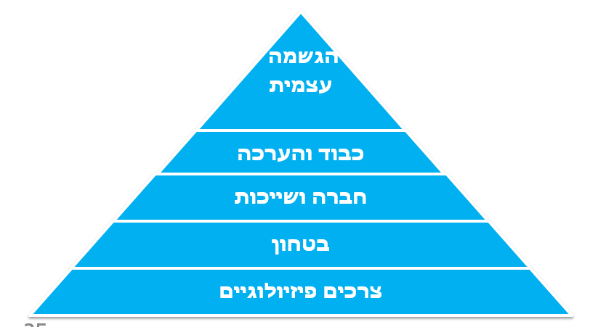 הגשמה
עצמית
כבוד והערכה
חברה ושייכות
בטחון
צרכים פיזיולוגיים